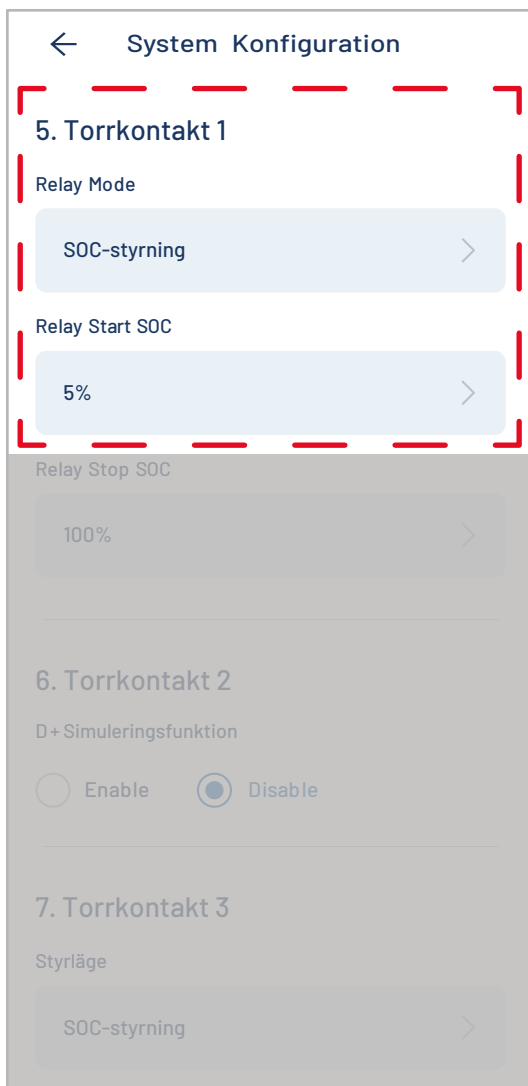 System Konfiguration
5. Torrkontakt 1
Relay Mode
SOC-styrning
Relay Start SOC
5%
Relay Stop SOC
100%
6. Torrkontakt 2
D+Simuleringsfunktion
Enable Disable
7. Torrkontakt 3
Styrläge
SOC-styrning